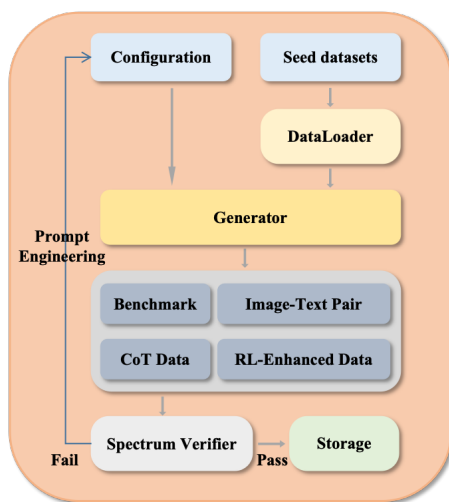 Configuration
Seed datasets
DataLoader
Generator
Prompt
Engineering
Benchmark
Image-Text Pair
CoT Data
RL-Enhanced Data
Spectrum Verifier
Storage
Fail
Pass